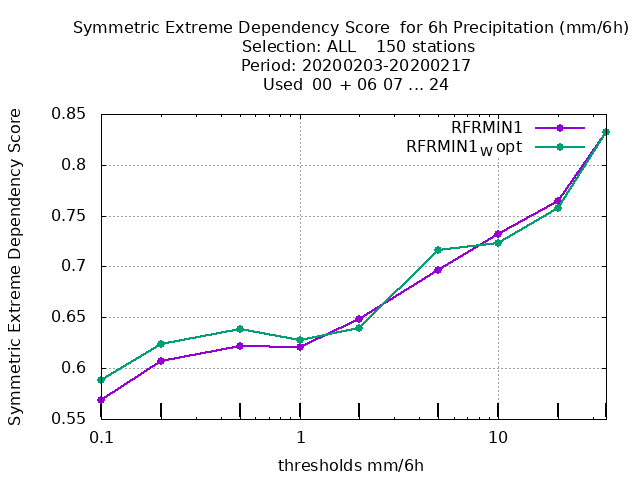 Symmetric Extreme Dependency Score for 6h Precipitation (mm/6h)
Selection: ALL 150 stations
Period: 20200203-20200217
Used 00 + 06 07 ... 24
Symmetric Extreme Dependency Score
0.85
0.8
0.75
0.7
0.65
0.6
0.55
RFRMIN1
RFRMIN1W opt
0.1
1
10
thresholds mm/6h